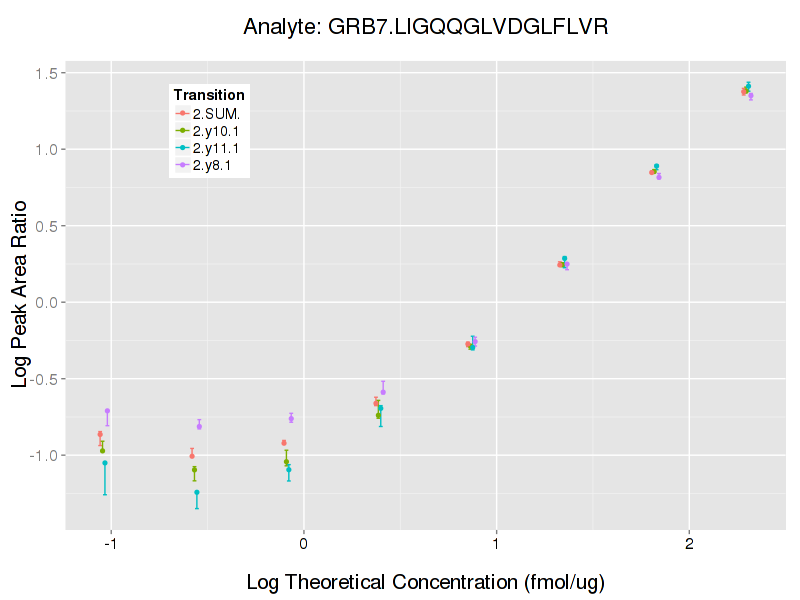 Analyte: GRB7.LIGQQGLVDGLFLVR
Log Peak Area Ratio
1.5
1.0
0.5
0.0
-0.5
-1.0
Transition
2.SUM.
2.y10.1
2.y11.1
2.y8.1
-1
0
1
2
Log Theoretical Concentration (fmol/ug)